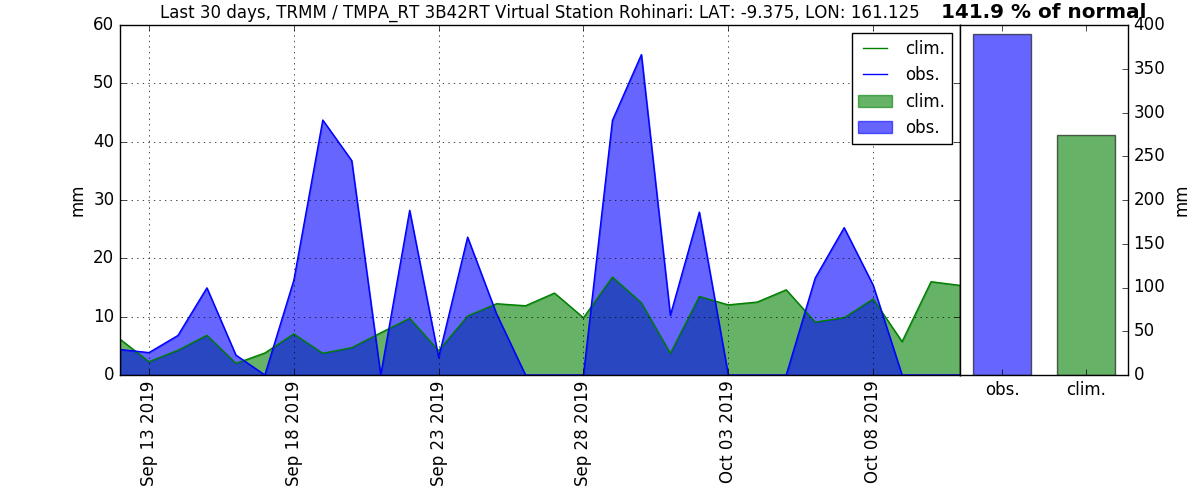 Last 30 days, TRMM / TMPA_RT 3B42RT Virtual Station Rohinari: LAT: -9.375, LON: 161.125
141.9 % of normal
clim.
obs.
clim.
obs.
mm
60
50
40
30
20
10
0
Sep 13 2019
Sep 18 2019
Sep 23 2019
Sep 28 2019
Oct 03 2019
Oct 08 2019
400
350
300
250
200
150
100
50
0
mm
obs.
clim.